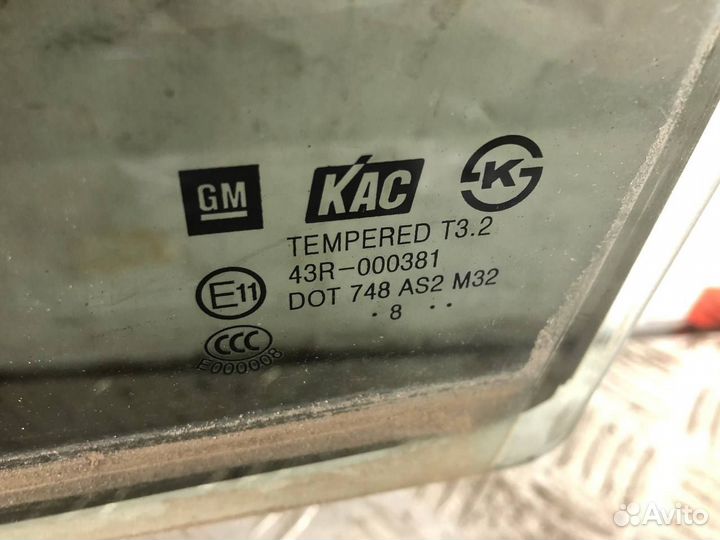 GM KAC K
TEMPERED T3.2
43R-000381
E11
DOT 748 AS2 M32
. 8 . .
CCC
E000008
Avito